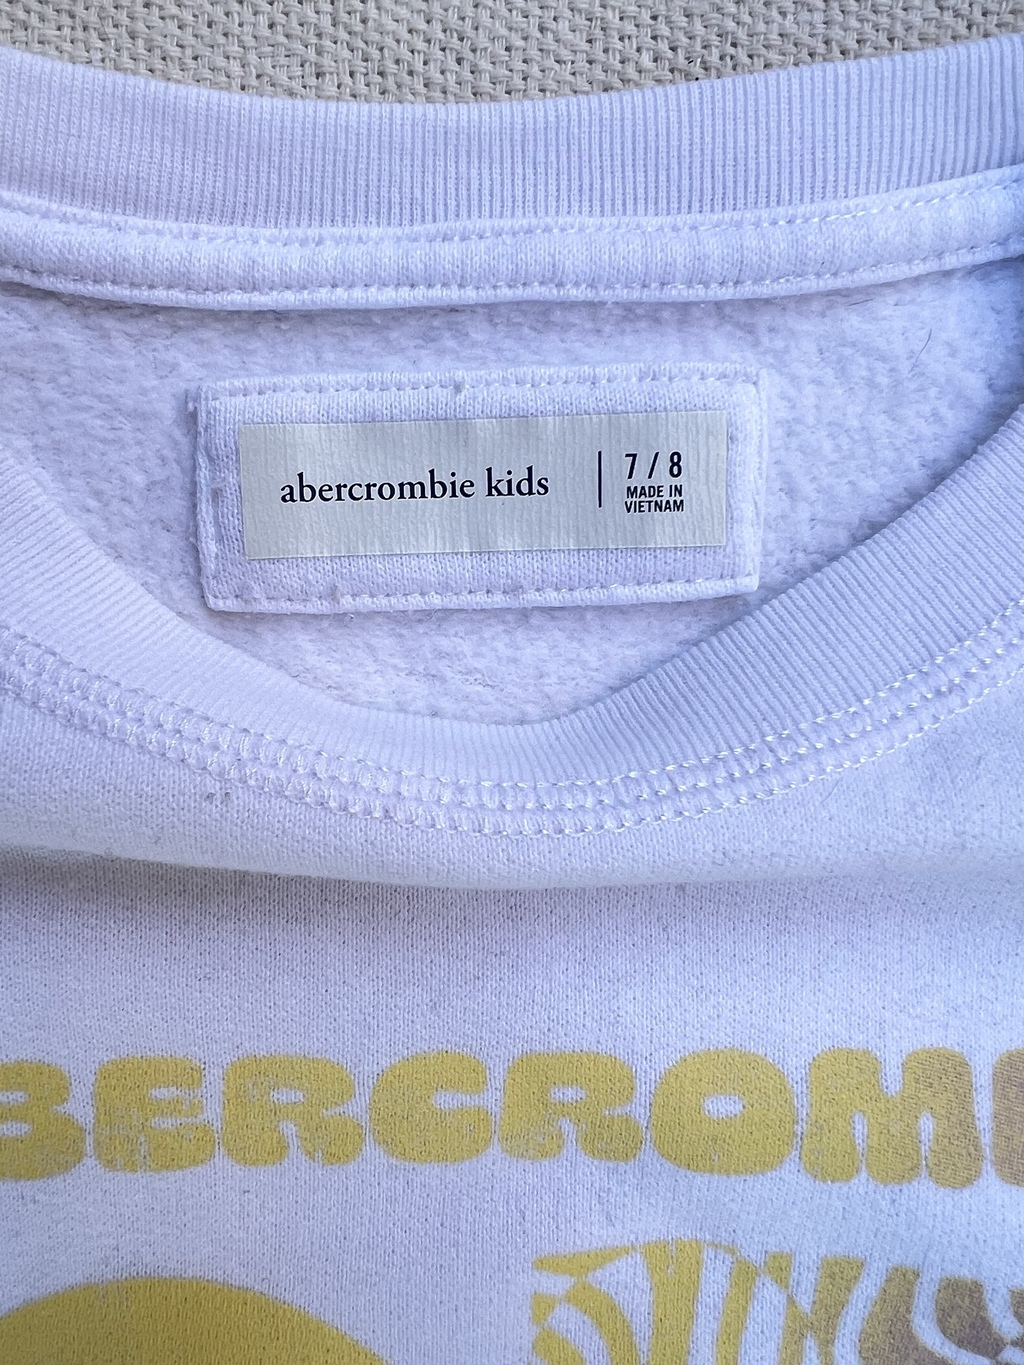 abercrombie kids
7 / 8
MADE IN
VIETNAM
BERCROM